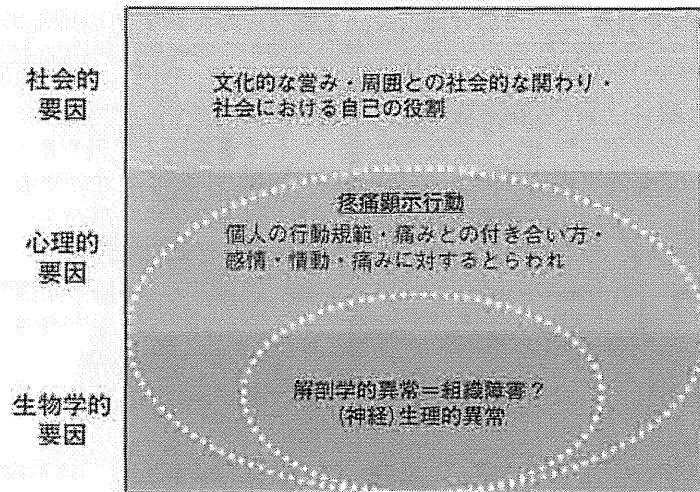 社会的
要因
文化的な営み・周囲との社会的な関わり・
社会における自己の役割
心理的
要因
疼痛顕示行動
個人の行動規範・痛みとの付き合い方・
感情・情動・痛みに対するとらわれ
生物学的
要因
解剖学的異常＝組織障害？
(神経)生理的異常